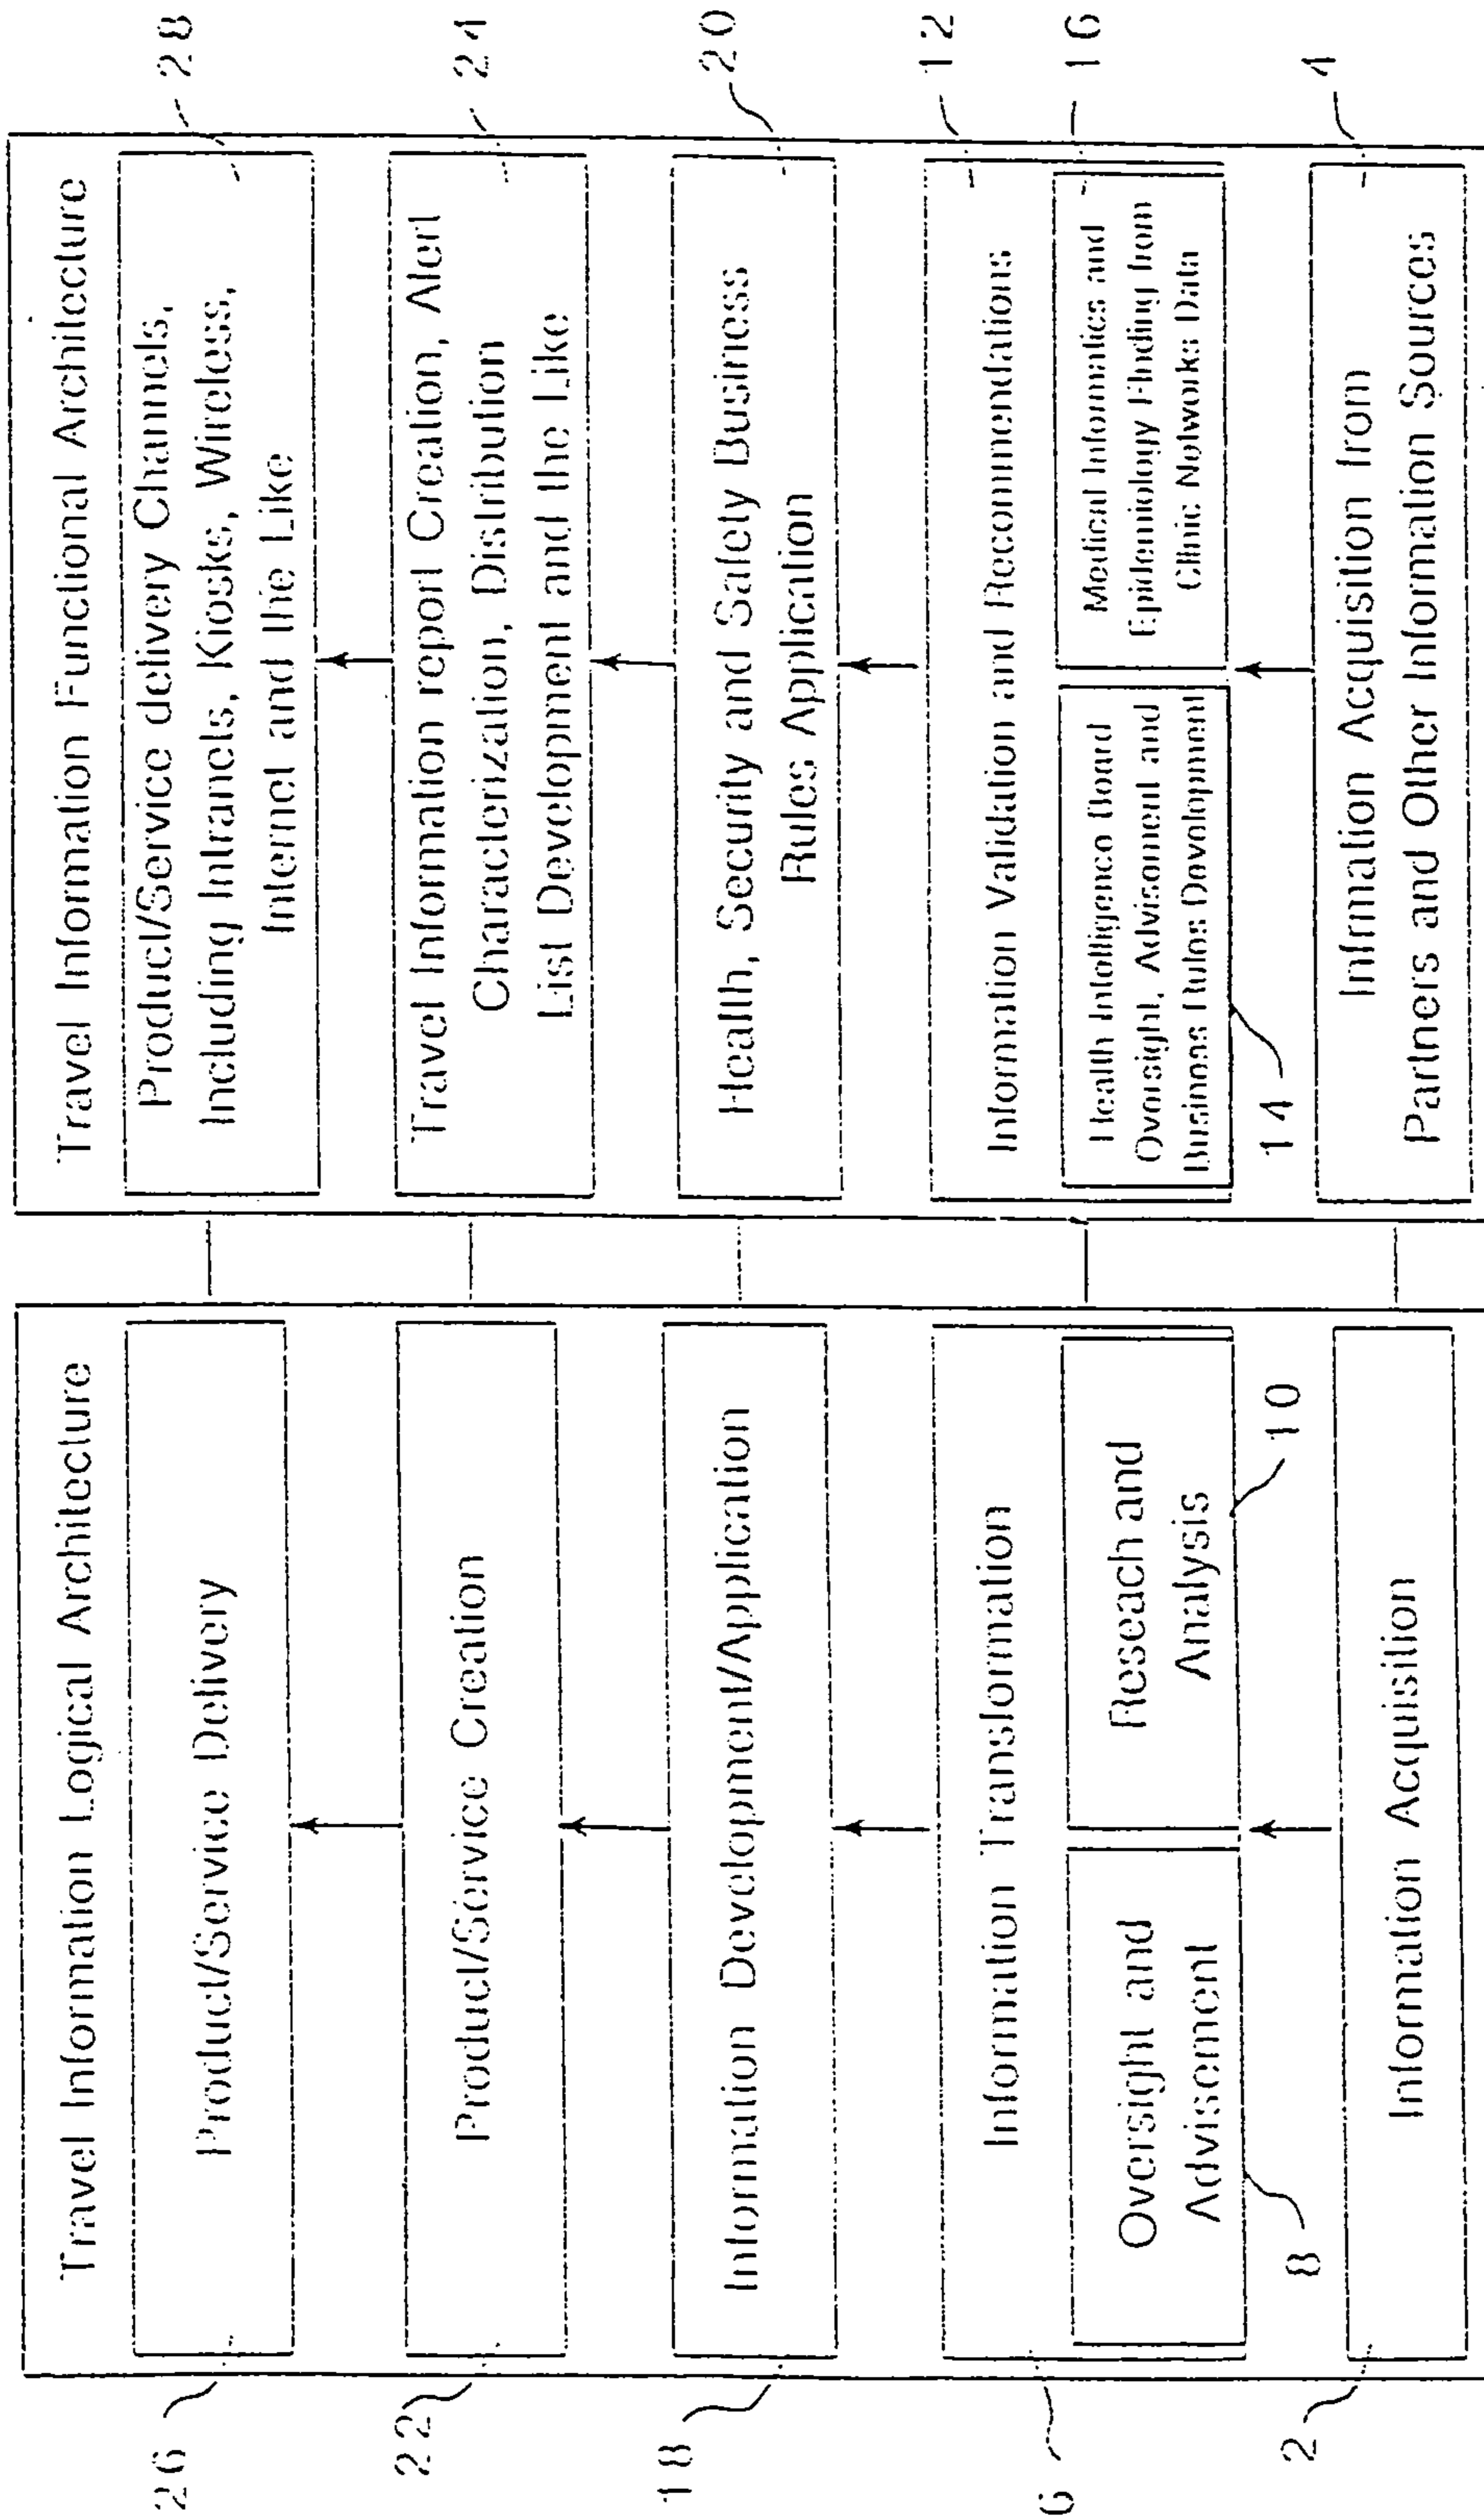 Travel Information Logical Architecture
26
Product/Service Delivery
22
Product/Service Creation
18
Information Development/Application
6
Information Transformation
Oversight and
Advisement
8
Research and
Analysis
10
2
Information Acquisition
Travel Information Functional Architecture
Product/Service delivery Channels,
Including Intranets, Kiosks, Wireless,
Internet and the Like
28
Travel Information report Creation, Alert
Characterization, Distribution
List Development and the Like
24
Health, Security and Safety Business
Rules Application
20
Information Validation and Recommendations
12
Health Intelligence Board
Oversight, Advisement and
Business Rules Development
14
Medical Informatics and
Epidemiology Finding from
Clinic Networks Data
16
Infrmation Acquisition from
Partners and Other Information Sources
4